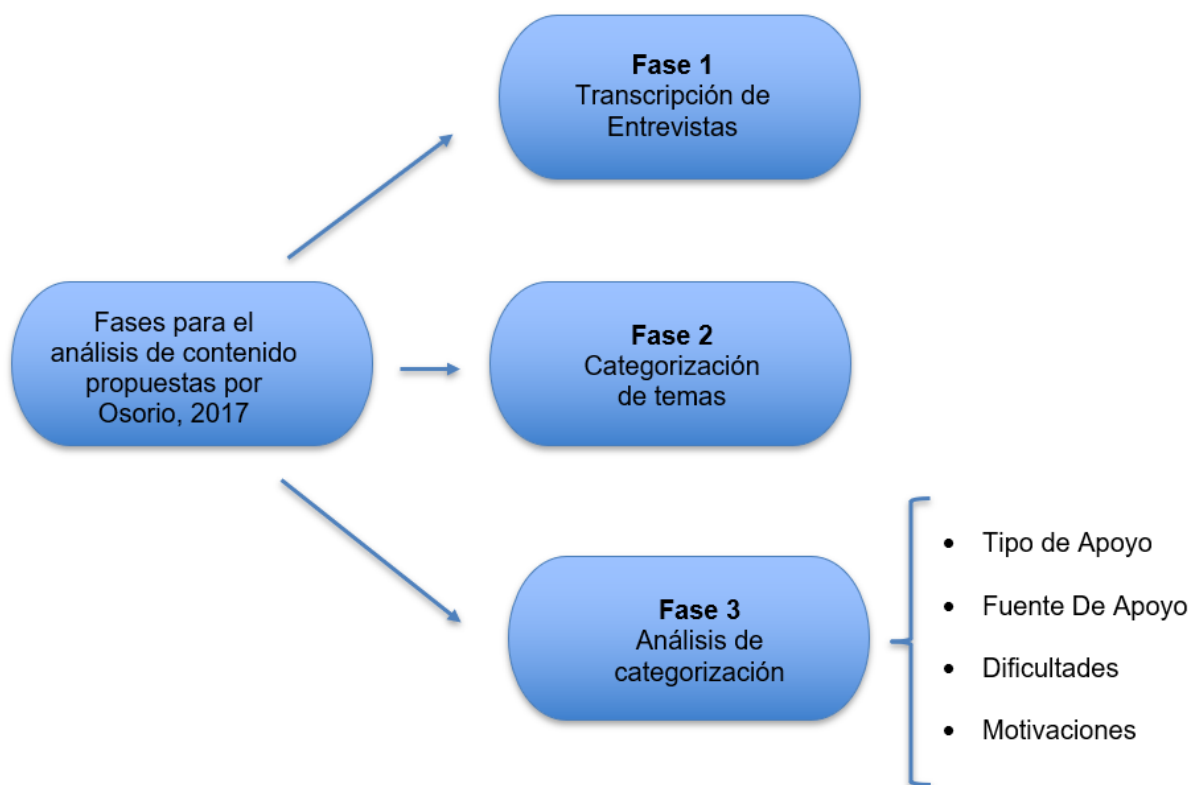 Fase 1
Transcripción de
Entrevistas
Fases para el
análisis de contenido
propuestas por
Osorio, 2017
Fase 2
Categorización
de temas
Fase 3
Análisis de
categorización
• Tipo de Apoyo
• Fuente De Apoyo
• Dificultades
• Motivaciones